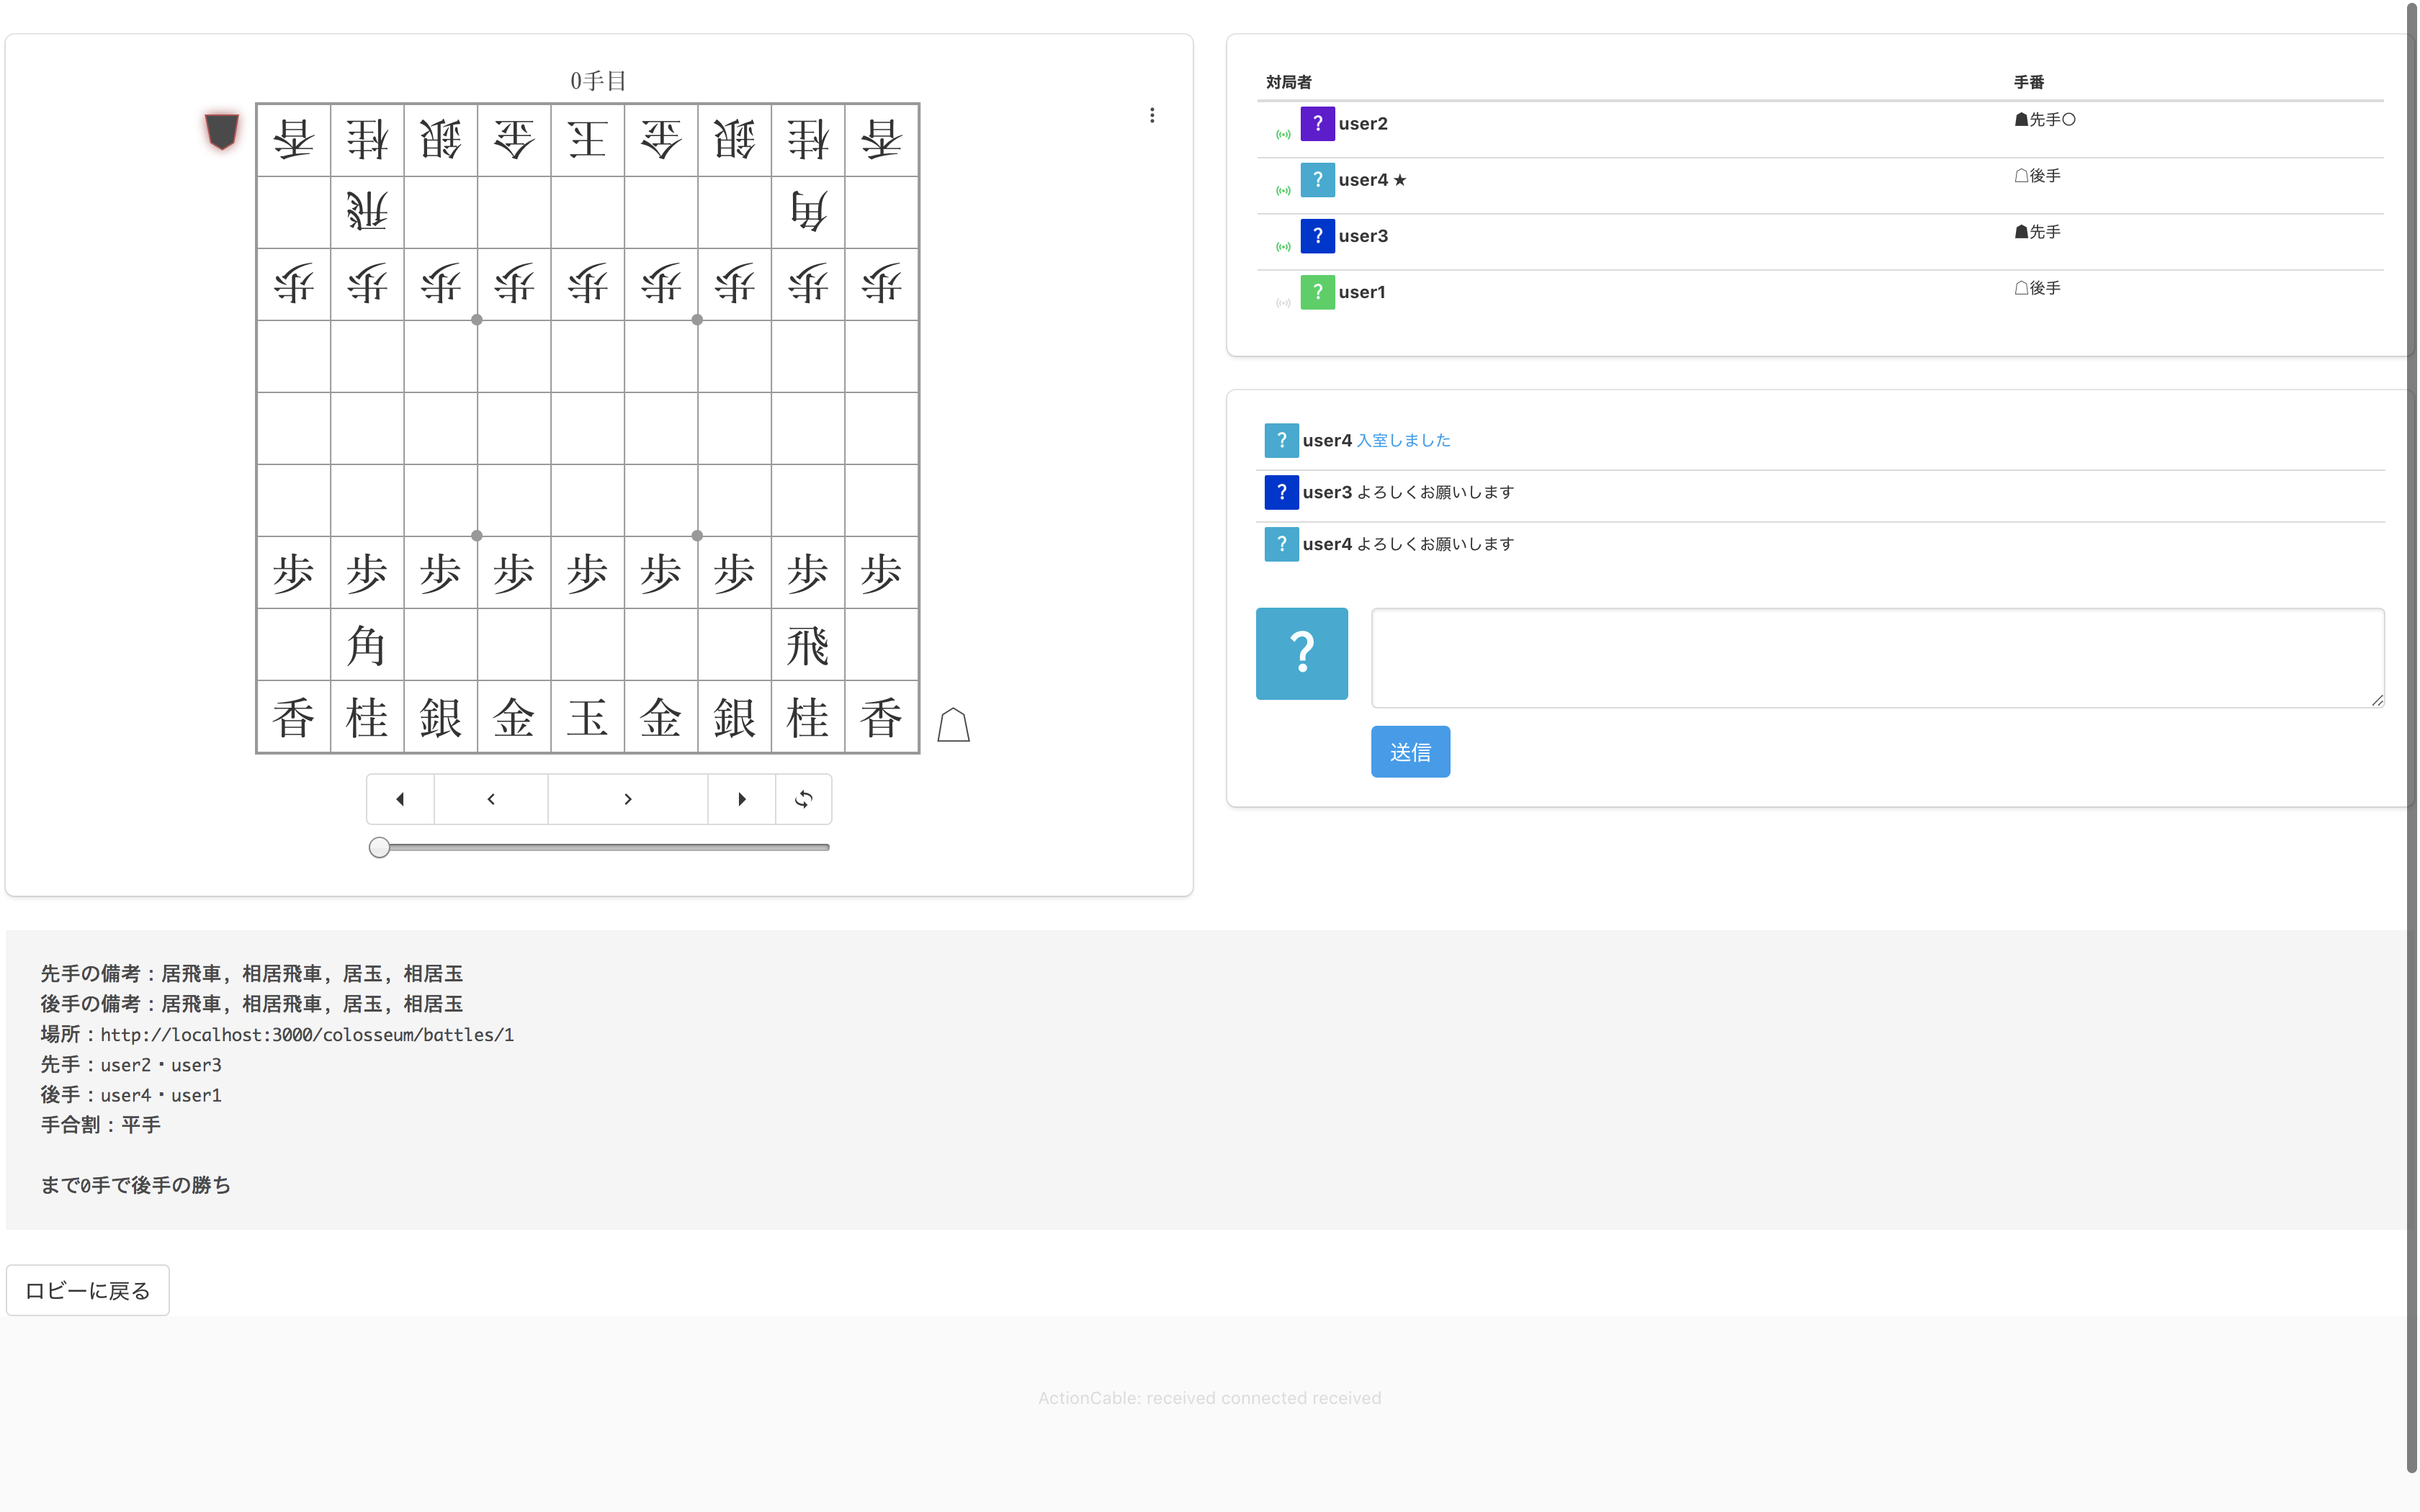 0手目
香桂銀金王金銀桂香
飛角
歩歩歩歩歩歩歩歩歩
歩歩歩歩歩歩歩歩歩
角飛
香桂銀金玉金銀桂香
対局者 手番
? user2 ☗先手○
? user4 ★ ☖後手
? user3 ☗先手
? user1 ☖後手
? user4 入室しました
? user3 よろしくお願いします
? user4 よろしくお願いします
?
送信
先手の備考：居飛車, 相居飛車, 居玉, 相居玉
後手の備考：居飛車, 相居飛車, 居玉, 相居玉
場所：http://localhost:3000/colosseum/battles/1
先手：user2・user3
後手：user4・user1
手合割：平手
まで0手で後手の勝ち
ロビーに戻る
ActionCable: received connected received